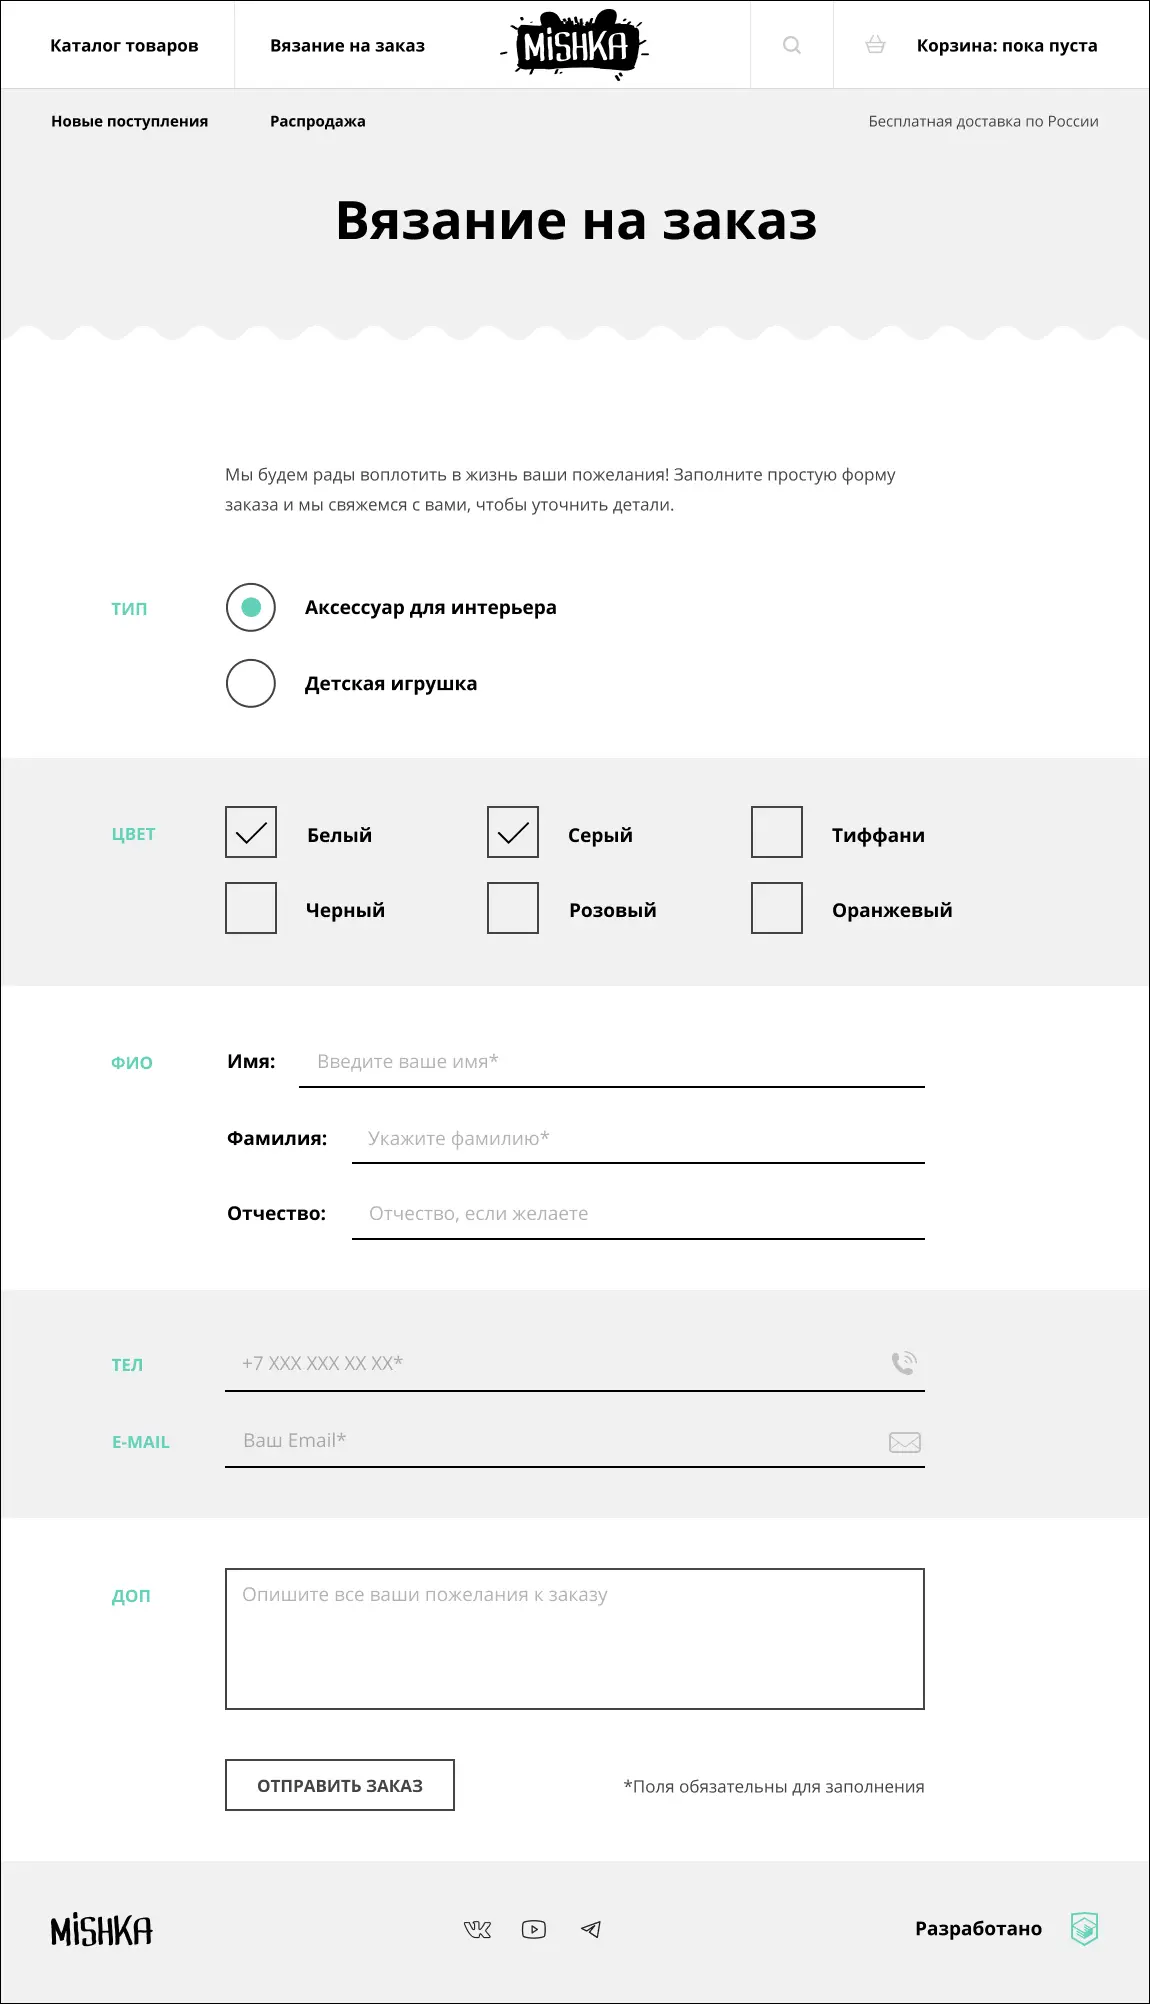 Каталог товаров
Вязание на заказ
MiSHKA
Корзина: пока пуста
Новые поступления
Распродажа
Бесплатная доставка по России
Вязание на заказ
Мы будем рады воплотить в жизнь ваши пожелания! Заполните простую форму
заказа и мы свяжемся с вами, чтобы уточнить детали.
ТИП
Аксессуар для интерьера
Детская игрушка
ЦВЕТ
Белый
Серый
Тиффани
Черный
Розовый
Оранжевый
ФИО
Имя:
Введите ваше имя*
Фамилия:
Укажите фамилию*
Отчество:
Отчество, если желаете
ТЕЛ
+7 XXX XXX XX XX*
E-MAIL
Ваш Email*
ДОП
Опишите все ваши пожелания к заказу
ОТПРАВИТЬ ЗАКАЗ
*Поля обязательны для заполнения
MiSHKA
Разработано